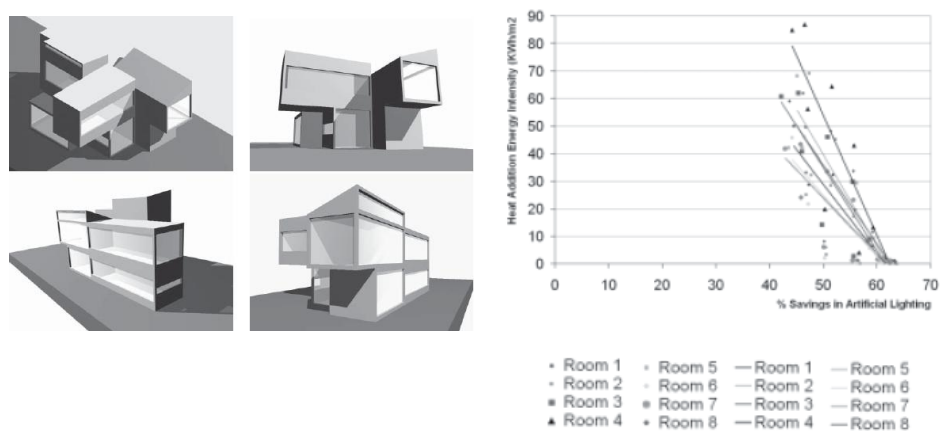 Heat Addition Energy Intensity (KWh/m2
90
80
70
60
50
40
30
20
10
0
0 10 20 30 40 50 60 70
% Savings in Artificial Lighting
Room 1 Room 5 Room 1 Room 5
Room 2 Room 6 Room 2 Room 6
Room 3 Room 7 Room 3 Room 7
Room 4 Room 8 Room 4 Room 8